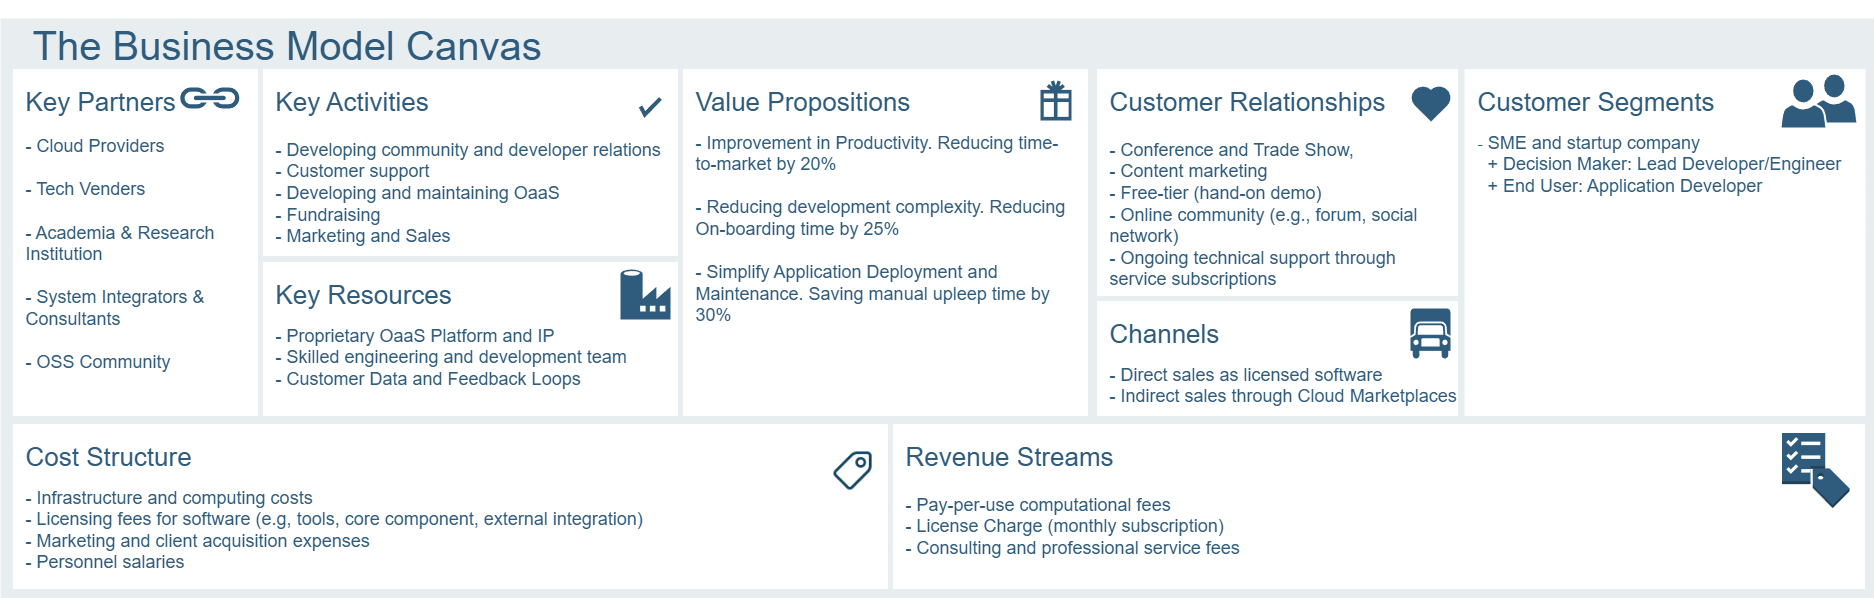 The Business Model Canvas
Key Partners
- Cloud Providers
- Tech Venders
- Academia & Research
Institution
- System Integrators &
Consultants
- OSS Community
Key Activities
- Developing community and developer relations
- Customer support
- Developing and maintaining OaaS
- Fundraising
- Marketing and Sales
Key Resources
- Proprietary OaaS Platform and IP
- Skilled engineering and development team
- Customer Data and Feedback Loops
Value Propositions
- Improvement in Productivity. Reducing time-
to-market by 20%
- Reducing development complexity. Reducing
On-boarding time by 25%
- Simplify Application Deployment and
Maintenance. Saving manual upleep time by
30%
Customer Relationships
- Conference and Trade Show,
- Content marketing
- Free-tier (hand-on demo)
- Online community (e.g., forum, social
network)
- Ongoing technical support through
service subscriptions
Channels
- Direct sales as licensed software
- Indirect sales through Cloud Marketplaces
Customer Segments
- SME and startup company
+ Decision Maker: Lead Developer/Engineer
+ End User: Application Developer
Cost Structure
- Infrastructure and computing costs
- Licensing fees for software (e.g, tools, core component, external integration)
- Marketing and client acquisition expenses
- Personnel salaries
Revenue Streams
- Pay-per-use computational fees
- License Charge (monthly subscription)
- Consulting and professional service fees